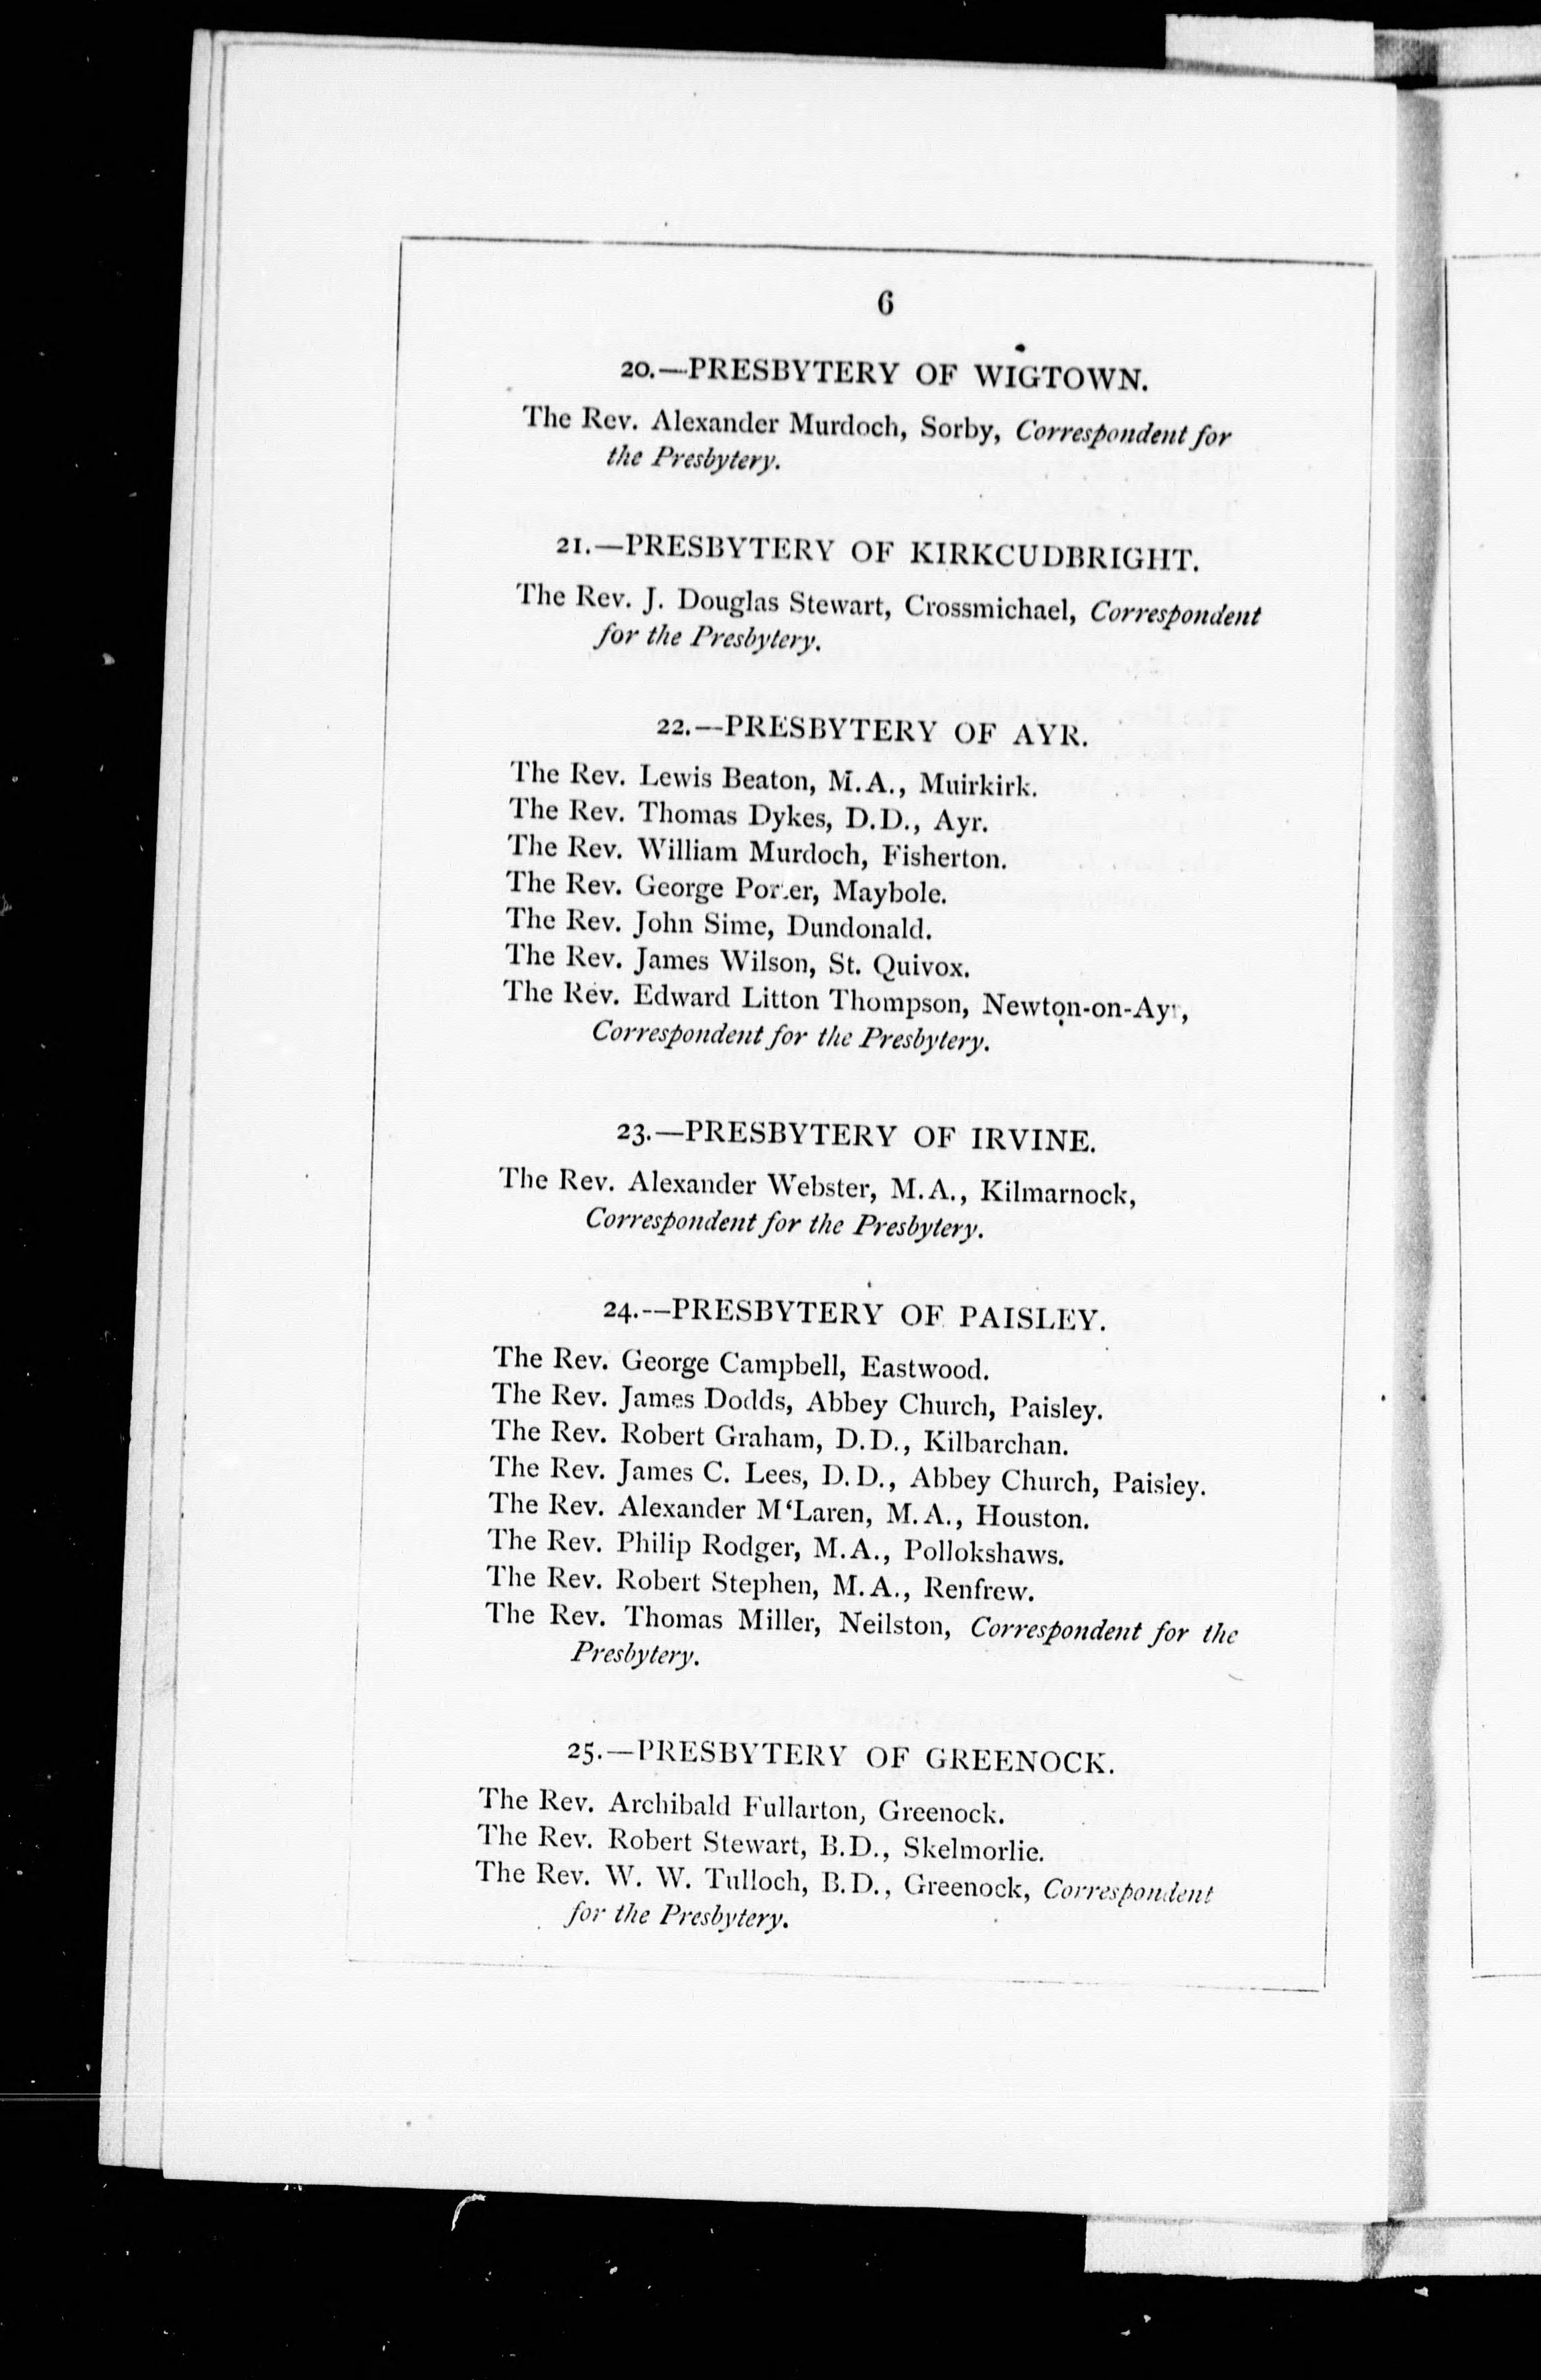 6
20.—PRESBYTERY OF WIGTOWN.
The Rev. Alexander Murdoch, Sorby, Correspondent for
the Presbytery.
21.—PRESBYTERY OF KIRKCUDBRIGHT.
The Rev. J. Douglas Stewart, Crossmichael, Correspondent
for the Presbytery.
22.—PRESBYTERY OF AYR.
The Rev. Lewis Beaton, M.A., Muirkirk.
The Rev. Thomas Dykes, D.D., Ayr.
The Rev. William Murdoch, Fisherton.
The Rev. George Porter, Maybole.
The Rev. John Sime, Dundonald.
The Rev. James Wilson, St. Quivox.
The Rev. Edward Litton Thompson, Newton-on-Ayr,
Correspondent for the Presbytery.
23.—PRESBYTERY OF IRVINE.
The Rev. Alexander Webster, M.A., Kilmarnock,
Correspondent for the Presbytery.
24.—PRESBYTERY OF PAISLEY.
The Rev. George Campbell, Eastwood.
The Rev. James Dodds, Abbey Church, Paisley.
The Rev. Robert Graham, D.D., Kilbarchan.
The Rev. James C. Lees, D.D., Abbey Church, Paisley.
The Rev. Alexander M‘Laren, M.A., Houston.
The Rev. Philip Rodger, M.A., Pollokshaws.
The Rev. Robert Stephen, M.A., Renfrew.
The Rev. Thomas Miller, Neilston, Correspondent for the
Presbytery.
25.—PRESBYTERY OF GREENOCK.
The Rev. Archibald Fullarton, Greenock.
The Rev. Robert Stewart, B.D., Skelmorlie.
The Rev. W. W. Tulloch, B.D., Greenock, Correspondent
for the Presbytery.